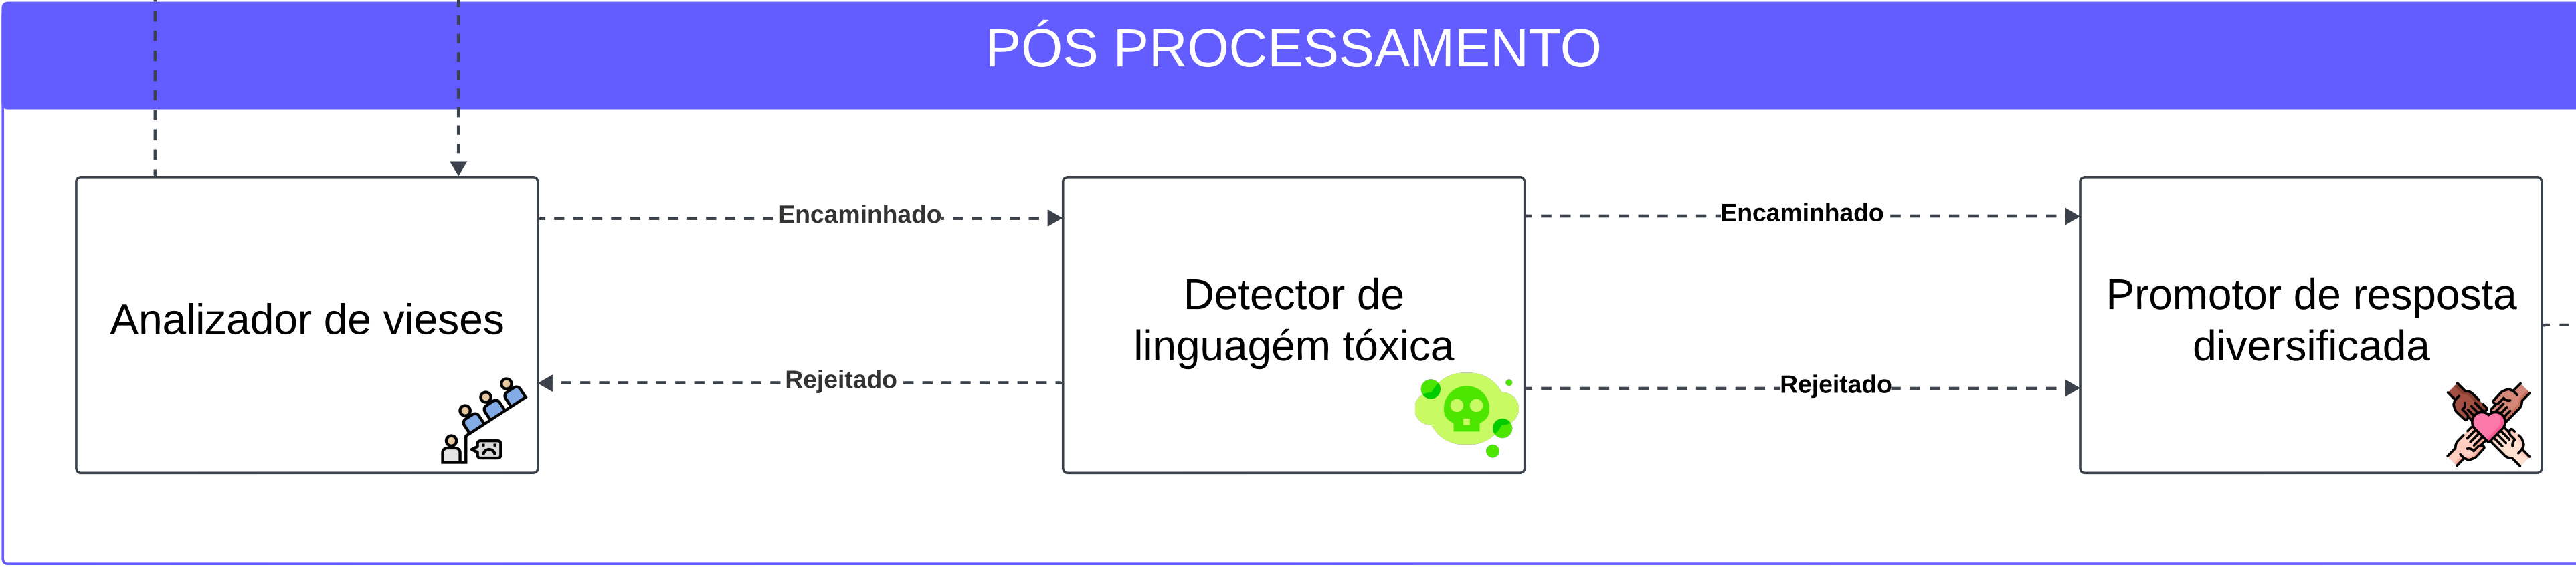 PÓS PROCESSAMENTO
Encaminhado
Encaminhado
Analizador de vieses
Detector de
linguagém tóxica
Promotor de resposta
diversificada
Rejeitado
Rejeitado